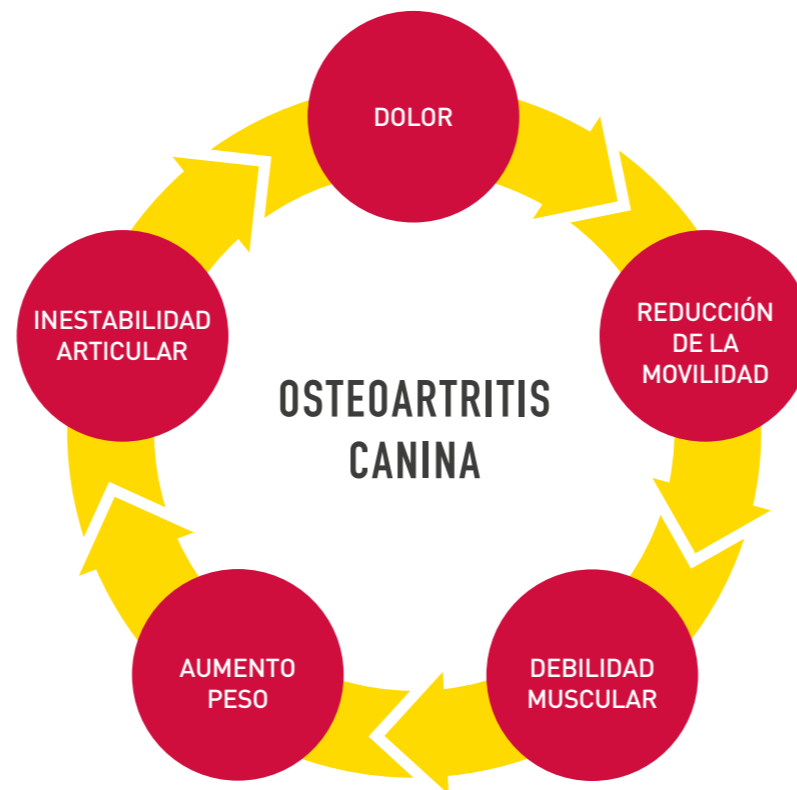 DOLOR
REDUCCIÓN
DE LA
MOVILIDAD
DEBILIDAD
MUSCULAR
AUMENTO
PESO
INESTABILIDAD
ARTICULAR
OSTEOARTRITIS
CANINA